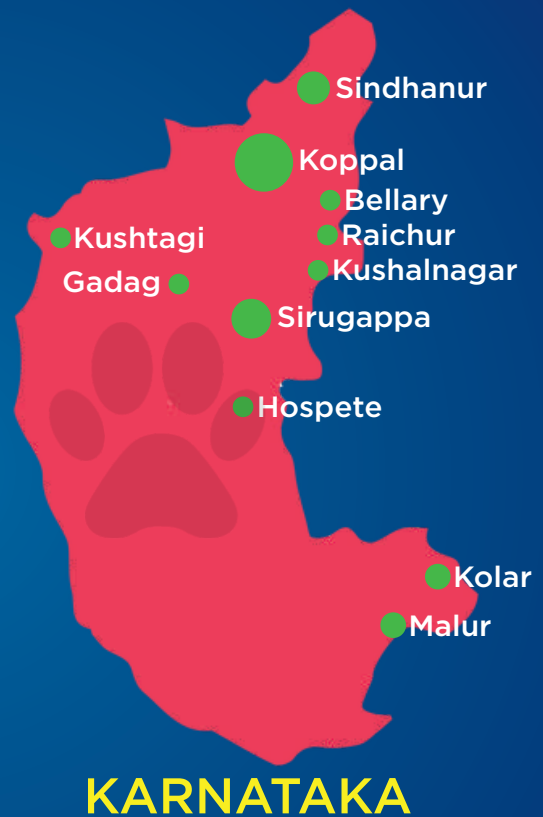 Sindhanur
Koppal
Bellary
Raichur
Kushtagi
Kushalnagar
Gadag
Sirugappa
Hospete
Kolar
Malur
KARNATAKA